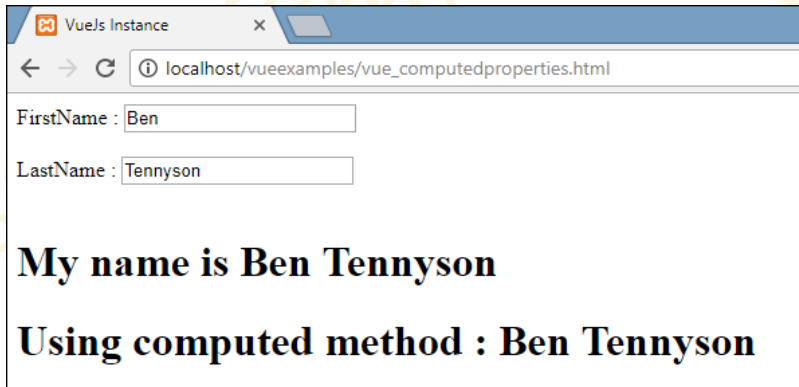 VueJs Instance
localhost/vueexamples/vue_computedproperties.html
FirstName : Ben
LastName : Tennyson
My name is Ben Tennyson
Using computed method : Ben Tennyson